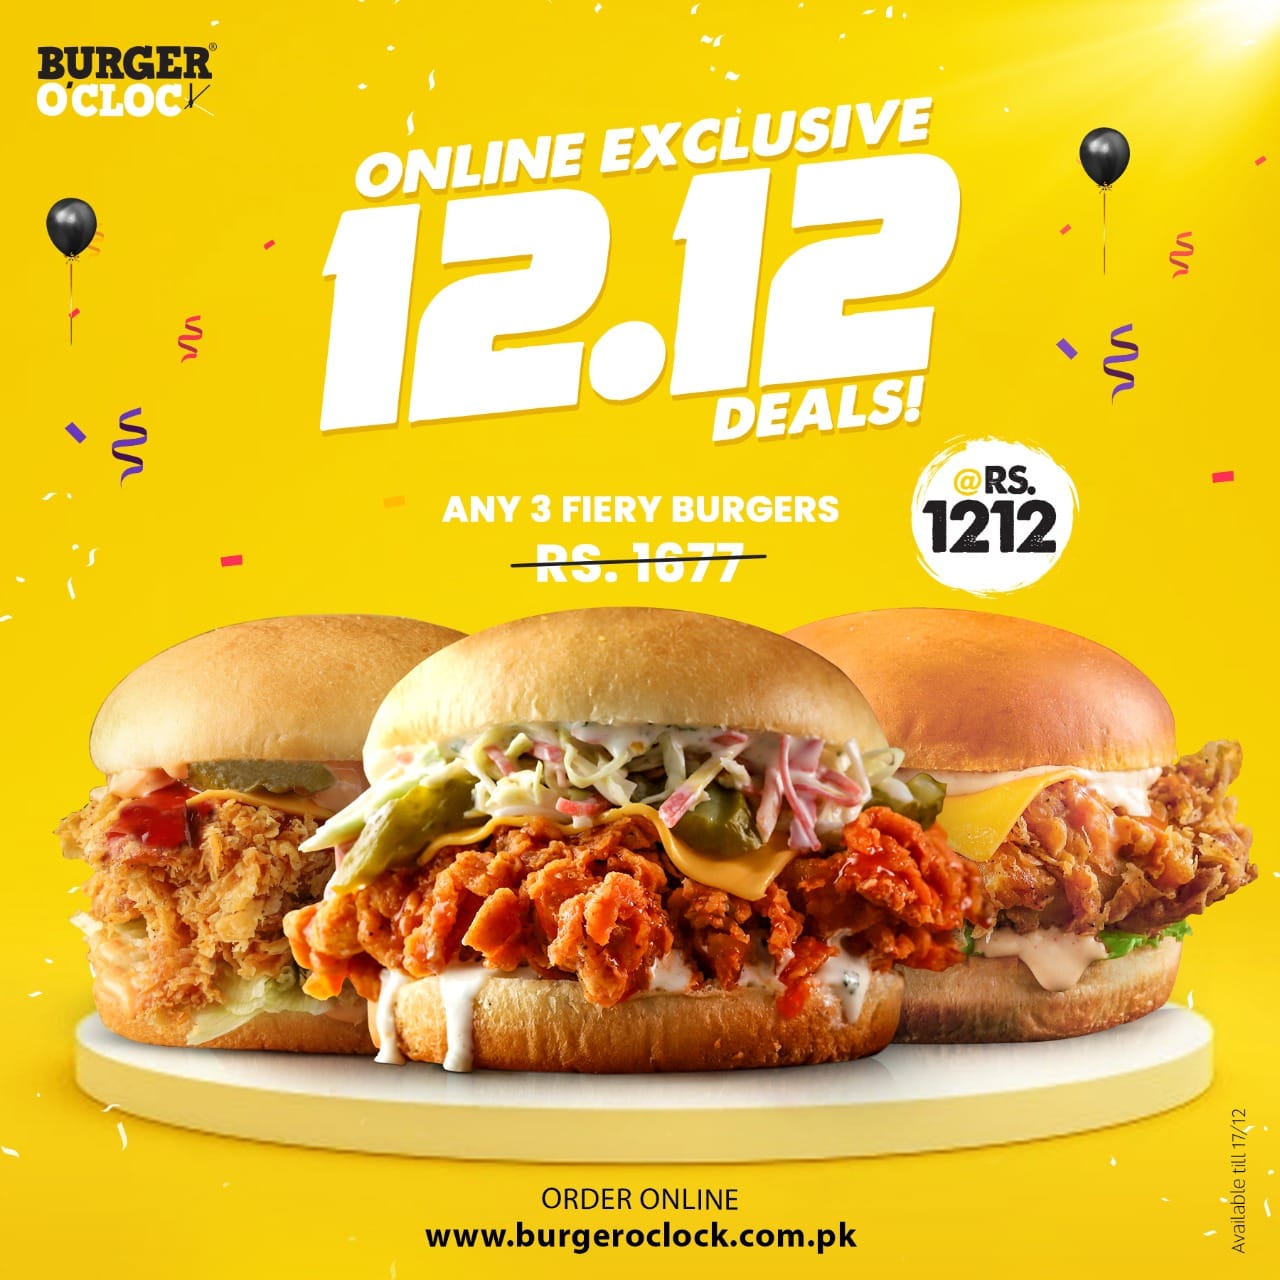 BURGER®
O'CLOCK
ONLINE EXCLUSIVE
12.12
DEALS!
ANY 3 FIERY BURGERS
RS. 1677
@RS.
1212
ORDER ONLINE
www.burgeroclock.com.pk
Available till 17/12